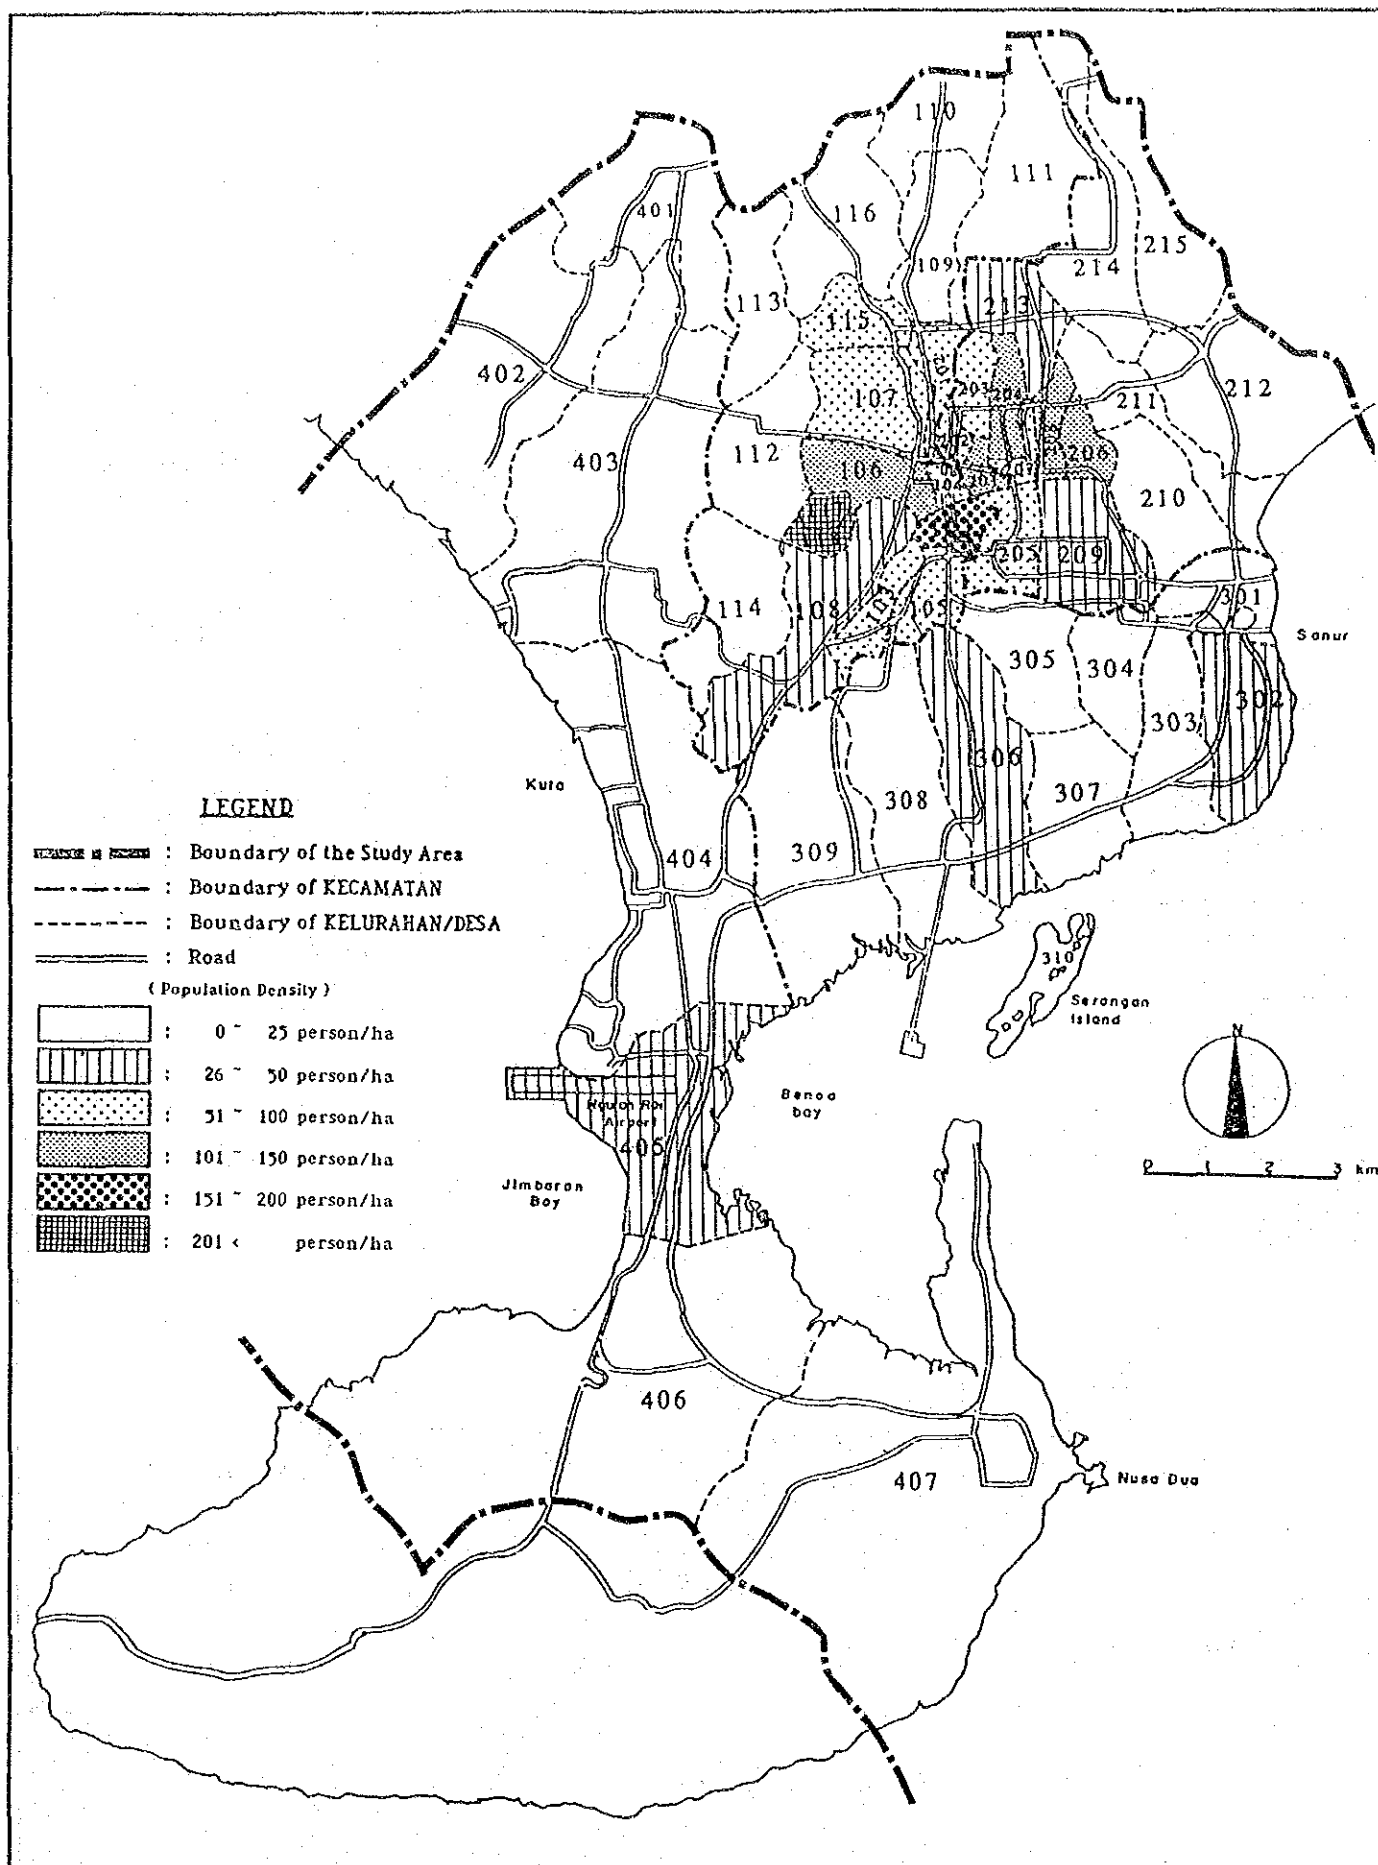 110
111
116
401
215
109
214
113
213
115
402
203
204
107
211
212
403
112
106
206
210
205
209
114
108
103
105
301
Sanur
305
304
303
302
306
Kuta
307
308
404
309
LEGEND
: Boundary of the Study Area
: Boundary of KECAMATAN
: Boundary of KELURAHAN/DESA
: Road
( Population Density )
: 0 ~ 25 person/ha
: 26 ~ 50 person/ha
: 51 ~ 100 person/ha
: 101 ~ 150 person/ha
: 151 ~ 200 person/ha
: 201 < person/ha
310
Serangan
Island
N
Benoa
bay
Airport
405
0 1 2 3 km
Jimbaran
Bay
406
407
Nusa Dua